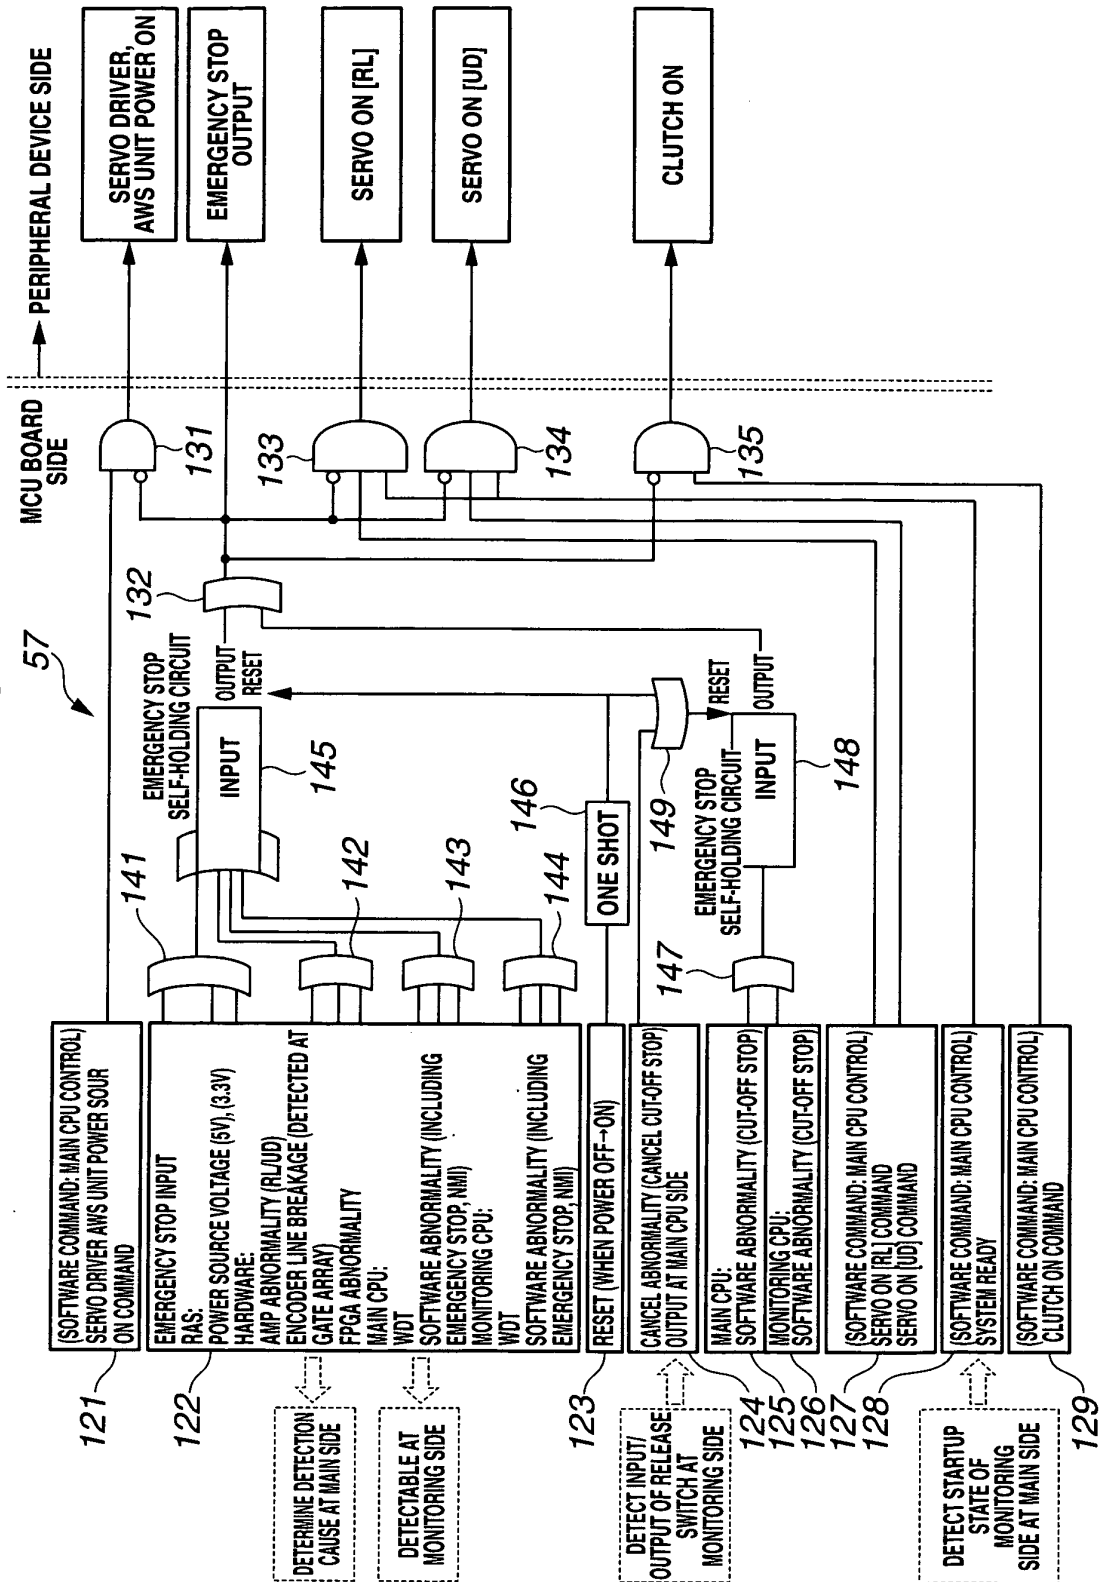 57
MCU BOARD
SIDE
PERIPHERAL DEVICE SIDE
121
(SOFTWARE COMMAND: MAIN CPU CONTROL)
SERVO DRIVER AWS UNIT POWER SOUR
ON COMMAND
122
EMERGENCY STOP INPUT
RAS:
POWER SOURCE VOLTAGE (5V), (3.3V)
HARDWARE:
AMP ABNORMALITY (RL/UD)
ENCODER LINE BREAKAGE (DETECTED AT
GATE ARRAY)
FPGA ABNORMALITY
MAIN CPU:
WDT
SOFTWARE ABNORMALITY (INCLUDING
EMERGENCY STOP, NMI)
MONITORING CPU:
WDT
SOFTWARE ABNORMALITY (INCLUDING
EMERGENCY STOP, NMI)
DETERMINE DETECTION
CAUSE AT MAIN SIDE
DETECTABLE AT
MONITORING SIDE
123
RESET (WHEN POWER OFF→ON)
124
CANCEL ABNORMALITY (CANCEL CUT-OFF STOP)
OUTPUT AT MAIN CPU SIDE
DETECT INPUT/
OUTPUT OF RELEASE
SWITCH AT
MONITORING SIDE
125
MAIN CPU:
SOFTWARE ABNORMALITY (CUT-OFF STOP)
126
MONITORING CPU:
SOFTWARE ABNORMALITY (CUT-OFF STOP)
127
(SOFTWARE COMMAND: MAIN CPU CONTROL)
SERVO ON [RL] COMMAND
SERVO ON [UD] COMMAND
128
(SOFTWARE COMMAND: MAIN CPU CONTROL)
SYSTEM READY
DETECT STARTUP
STATE OF
MONITORING
SIDE AT MAIN SIDE
129
(SOFTWARE COMMAND: MAIN CPU CONTROL)
CLUTCH ON COMMAND
141
142
143
144
EMERGENCY STOP
SELF-HOLDING CIRCUIT
INPUT
OUTPUT
RESET
145
ONE SHOT
146
147
EMERGENCY STOP
SELF-HOLDING CIRCUIT
INPUT
RESET
OUTPUT
148
149
131
132
133
134
135
SERVO DRIVER,
AWS UNIT POWER ON
EMERGENCY STOP
OUTPUT
SERVO ON [RL]
SERVO ON [UD]
CLUTCH ON